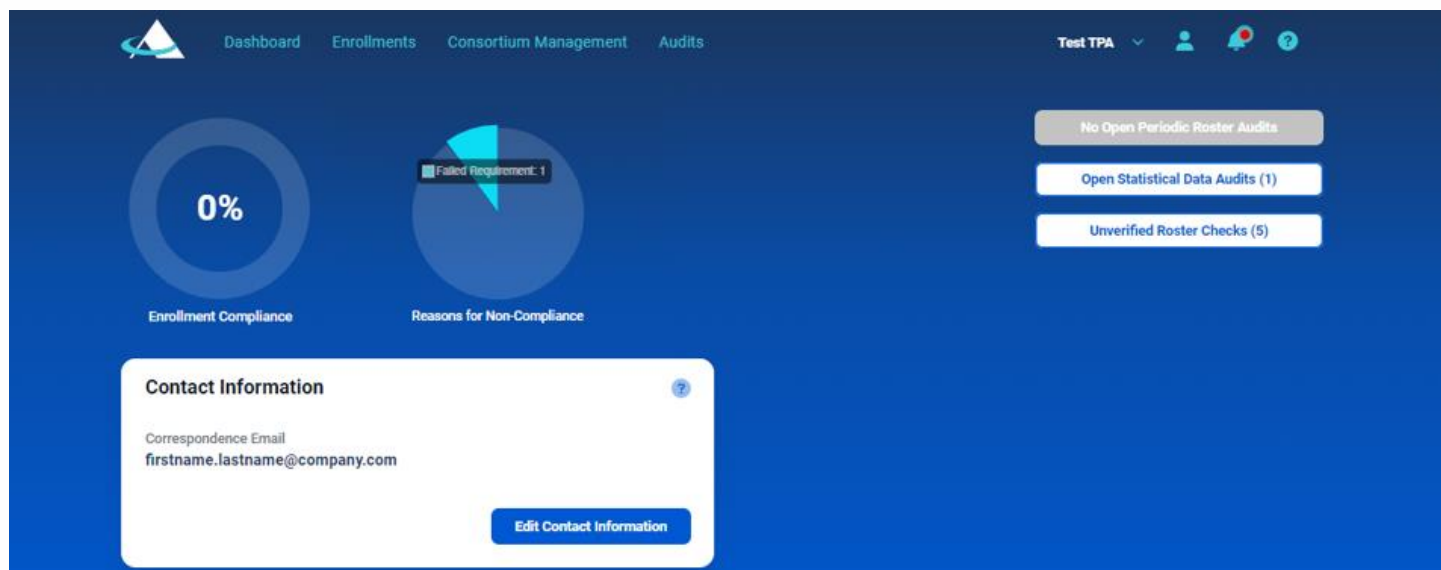 Dashboard Enrollments Consortium Management Audits Test TPA ?
No Open Periodic Roster Audits
Open Statistical Data Audits (1)
Unverified Roster Checks (5)
Failed Requirement: 1
0%
Enrollment Compliance
Reasons for Non-Compliance
Contact Information ?
Correspondence Email
firstname.lastname@company.com
Edit Contact Information